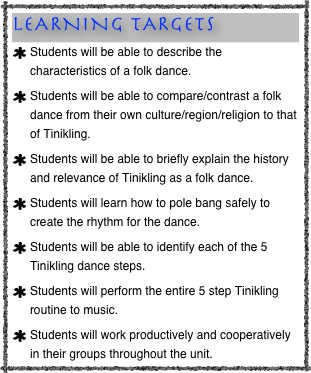 LEARNING TARGETS
✱ Students will be able to describe the
characteristics of a folk dance.
✱ Students will be able to compare/contrast a folk
dance from their own culture/region/religion to that
of Tinikling.
✱ Students will be able to briefly explain the history
and relevance of Tinikling as a folk dance.
✱ Students will learn how to pole bang safely to
create the rhythm for the dance.
✱ Students will be able to identify each of the 5
Tinikling dance steps.
✱ Students will perform the entire 5 step Tinikling
routine to music.
✱ Students will work productively and cooperatively
in their groups throughout the unit.